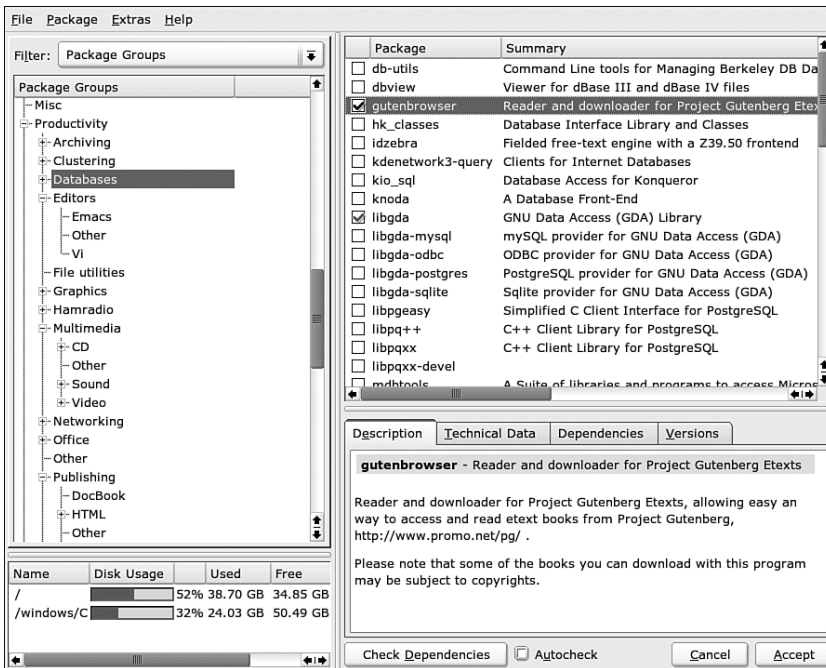 File Package Extras Help
Filter: Package Groups
Package Groups
Misc
Productivity
Archiving
Clustering
Databases
Editors
Emacs
Other
Vi
File utilities
Graphics
Hamradio
Multimedia
CD
Other
Sound
Video
Networking
Office
Other
Publishing
DocBook
HTML
Other
Name Disk Usage Used Free
/ 52% 38.70 GB 34.85 GB
/windows/C 32% 24.03 GB 50.49 GB
Package Summary
db-utils Command Line tools for Managing Berkeley DB Da
dbview Viewer for dBase III and dBase IV files
gutenbrowser Reader and downloader for Project Gutenberg Etex
hk_classes Database Interface Library and Classes
idzebra Fielded free-text engine with a Z39.50 frontend
kdenetwork3-query Clients for Internet Databases
kio_sql Database Access for Konqueror
knoda A Database Front-End
libgda GNU Data Access (GDA) Library
libgda-mysql mySQL provider for GNU Data Access (GDA)
libgda-odbc ODBC provider for GNU Data Access (GDA)
libgda-postgres PostgreSQL provider for GNU Data Access (GDA)
libgda-sqlite Sqlite provider for GNU Data Access (GDA)
libpgeasy Simplified C Client Interface for PostgreSQL
libpq++ C++ Client Library for PostgreSQL
libpqxx C++ Client Library for PostgreSQL
libpqxx-devel
mdbtools A Suite of libraries and programs to access Micros
Description Technical Data Dependencies Versions
gutenbrowser - Reader and downloader for Project Gutenberg Etexts
Reader and downloader for Project Gutenberg Etexts, allowing easy an
way to access and read etext books from Project Gutenberg,
http://www.promo.net/pg/ .
Please note that some of the books you can download with this program
may be subject to copyrights.
Check Dependencies Autocheck Cancel Accept